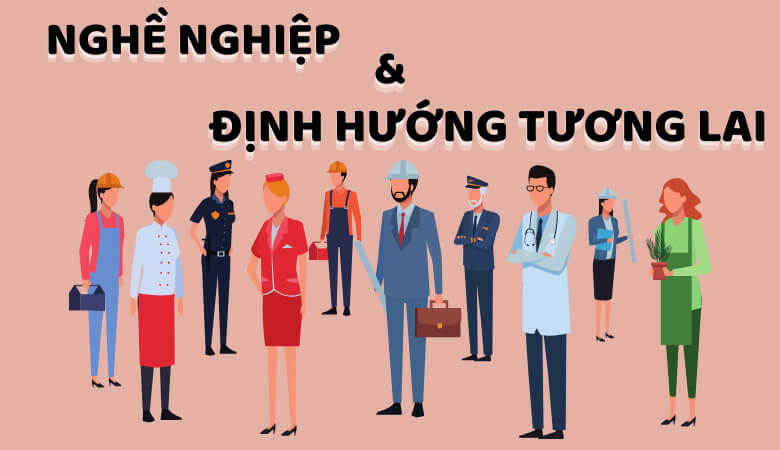 NGHỀ NGHIỆP
&
ĐỊNH HƯỚNG TƯƠNG LAI